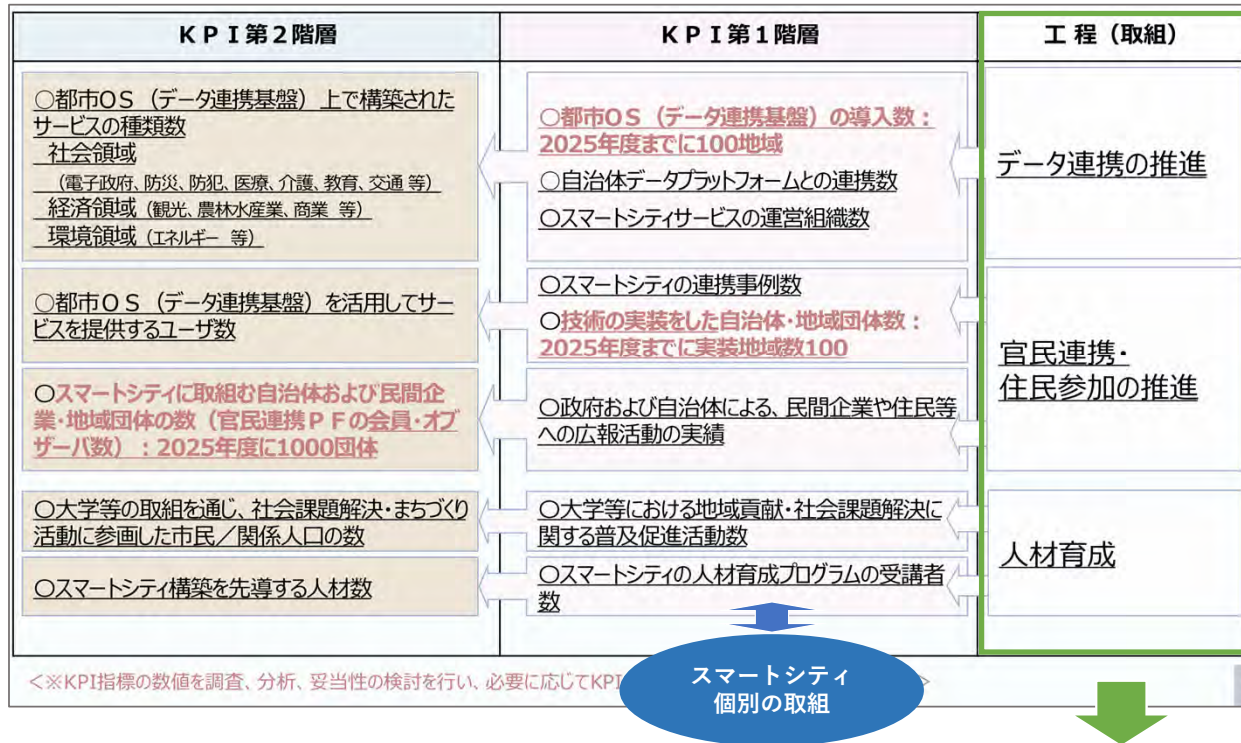 ＫＰＩ第２階層
ＫＰＩ第１階層
工 程（取組）
○都市ＯＳ（データ連携基盤）上で構築された
サービスの種類数
社会領域
（電子政府、防災、防犯、医療、介護、教育、交通 等）
経済領域（観光、農林水産業、商業 等）
環境領域（エネルギー 等）
○都市ＯＳ（データ連携基盤）の導入数：
2025年度までに100地域
○自治体データプラットフォームとの連携数
○スマートシティサービスの運営組織数
データ連携の推進
○都市ＯＳ（データ連携基盤）を活用してサー
ビスを提供するユーザ数
○スマートシティの連携事例数
○技術の実装をした自治体・地域団体数：
2025年度までに実装地域数100
官民連携・
住民参加の推進
○スマートシティに取組む自治体および民間企
業・地域団体の数（官民連携ＰＦの会員・オブ
ザーバ数）：2025年度に1000団体
○政府および自治体による、民間企業や住民等
への広報活動の実績
○大学等の取組を通じ、社会課題解決・まちづくり
活動に参画した市民／関係人口の数
○大学等における地域貢献・社会課題解決に
関する普及促進活動数
人材育成
○スマートシティ構築を先導する人材数
○スマートシティの人材育成プログラムの受講者
数
＜※KPI指標の数値を調査、分析、妥当性の検討を行い、必要に応じてKPI
＞
スマートシティ
個別の取組